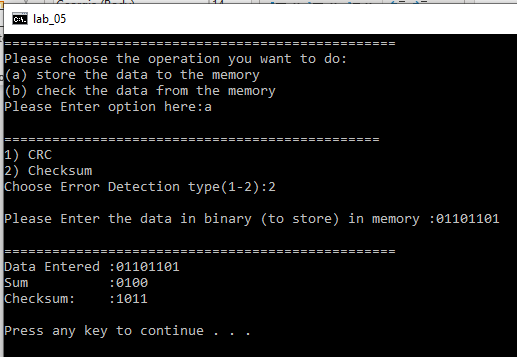 lab_05
=================================================
Please choose the operation you want to do:
(a) store the data to the memory
(b) check the data from the memory
Please Enter option here:a
===============================================
1) CRC
2) Checksum
Choose Error Detection type(1-2):2
Please Enter the data in binary (to store) in memory :01101101
=================================================
Data Entered :01101101
Sum          :0100
Checksum:    :1011
Press any key to continue . . .